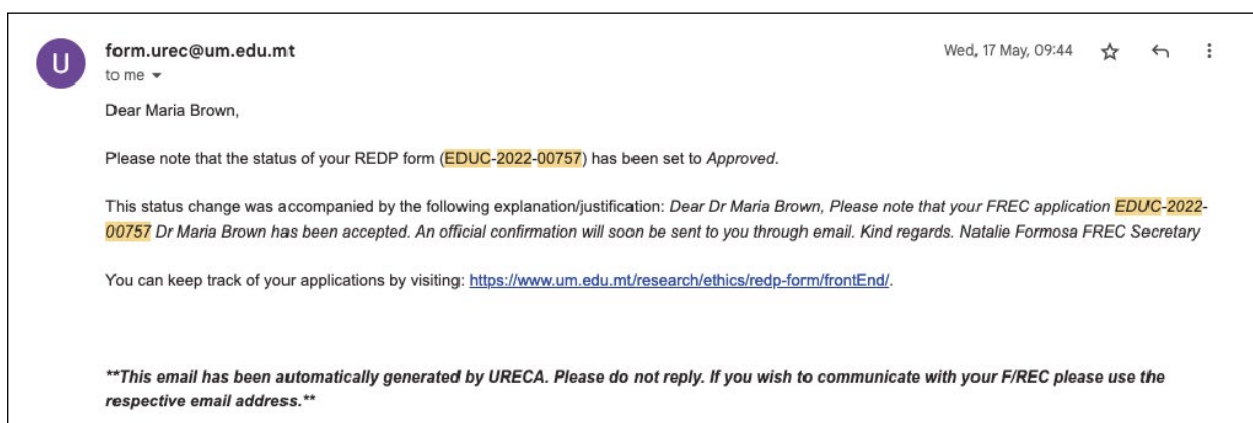 U
form.urec@um.edu.mt
Wed, 17 May, 09:44
to me
Dear Maria Brown,
Please note that the status of your REDP form (EDUC-2022-00757) has been set to Approved.
This status change was accompanied by the following explanation/justification: Dear Dr Maria Brown, Please note that your FREC application EDUC-2022-
00757 Dr Maria Brown has been accepted. An official confirmation will soon be sent to you through email. Kind regards. Natalie Formosa FREC Secretary
You can keep track of your applications by visiting: https://www.um.edu.mt/research/ethics/redp-form/frontEnd/.
**This email has been automatically generated by URECA. Please do not reply. If you wish to communicate with your F/REC please use the
respective email address.**